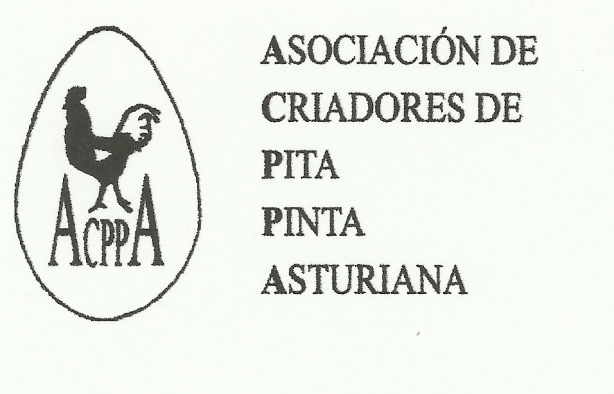 ACPPA
ASOCIACIÓN DE
CRIADORES DE
PITA
PINTA
ASTURIANA